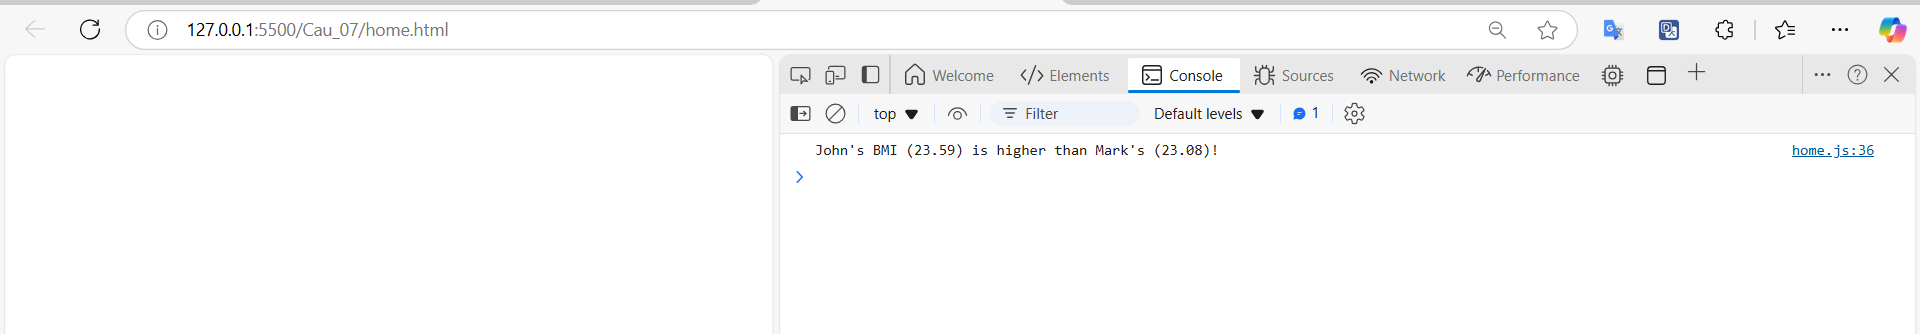 127.0.0.1:5500/Cau_07/home.html
Welcome Elements Console Sources Network Performance
top Filter Default levels 1
John's BMI (23.59) is higher than Mark's (23.08)! home.js:36
>